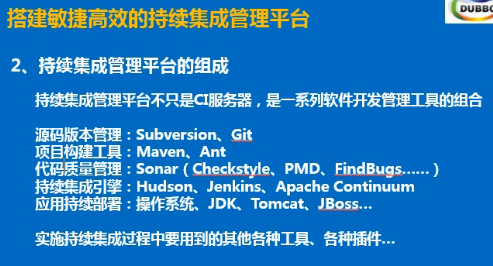 搭建敏捷高效的持续集成管理平台
DUBBO
2、持续集成管理平台的组成
持续集成管理平台不只是CI服务器，是一系列软件开发管理工具的组合
源码版本管理：Subversion、Git
项目构建工具：Maven、Ant
代码质量管理：Sonar（Checkstyle、PMD、FindBugs……）
持续集成引擎：Hudson、Jenkins、Apache Continuum
应用持续部署：操作系统、JDK、Tomcat、JBoss…
实施持续集成过程中要用到的其他各种工具、各种插件…